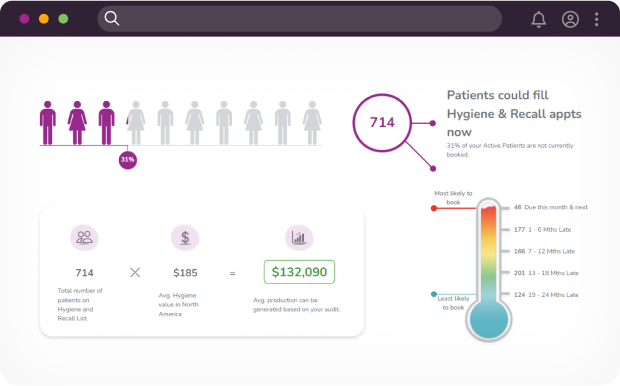 31%
714
Patients could fill
Hygiene & Recall appts
now
31% of your Active Patients are not currently
booked.
Most likely to
book
46 Due this month & next
177 1 - 6 Mths Late
166 7 - 12 Mths Late
201 13 - 18 Mths Late
124 19 - 24 Mths Late
Least likely
to book
714
$185
=
$132,090
Total number of
patients on
Hygiene and
Recall List
Avg. Hygiene
value in North
America
Avg. production can be
generated based on your audit.